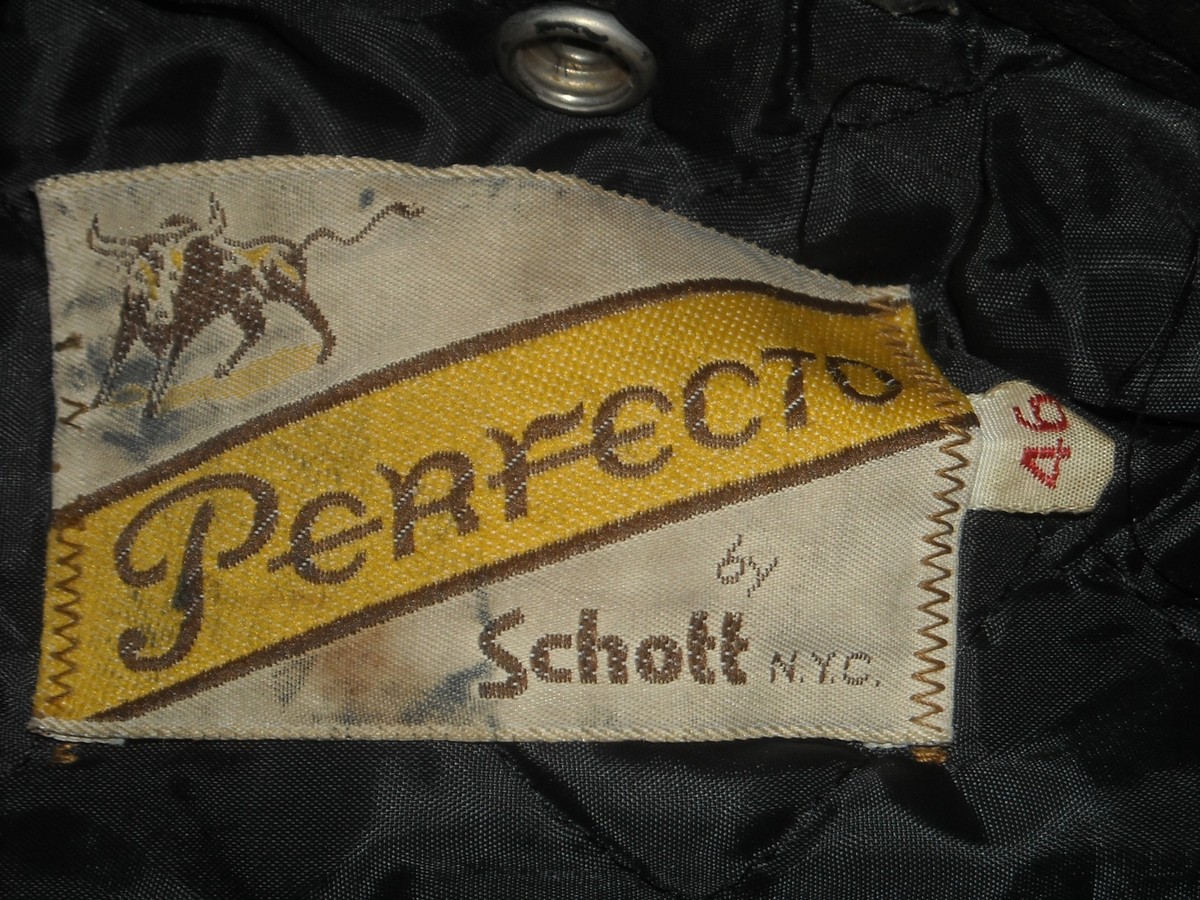 PERFECTO
by
Schott N.Y.C.
46